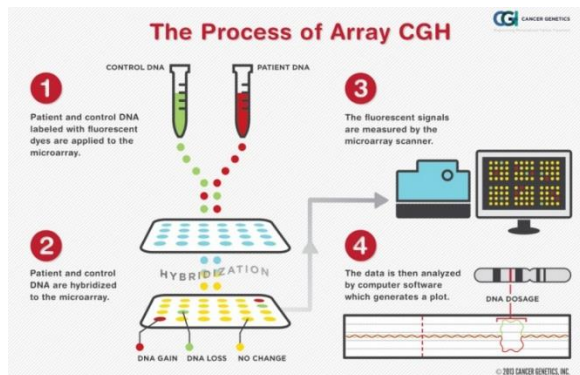 CGI CANCER GENETICS
The Process of Array CGH
CONTROL DNA
PATIENT DNA
1
Patient and control DNA
labeled with fluorescent
dyes are applied to the
microarray.
2
Patient and control
DNA are hybridized
to the microarray.
HYBRIDIZATION
DNA GAIN
DNA LOSS
NO CHANGE
3
The fluorescent signals
are measured by the
microarray scanner.
4
The data is then analyzed
by computer software
which generates a plot.
DNA DOSAGE
© 2013 CANCER GENETICS, INC.